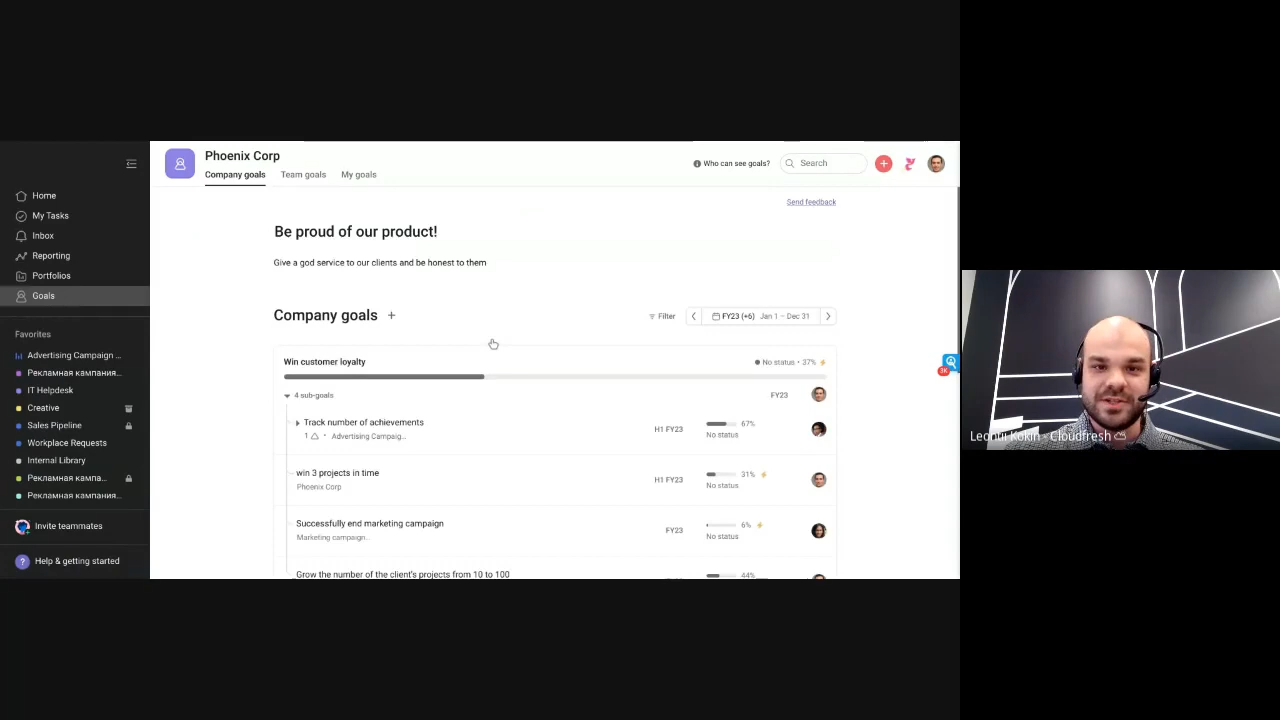 Phoenix Corp
Company goals Team goals My goals
Who can see goals?
Search
Home
My Tasks
Inbox
Reporting
Portfolios
Goals
Favorites
Advertising Campaign ...
Рекламная кампания...
IT Helpdesk
Creative
Sales Pipeline
Workplace Requests
Internal Library
Рекламная кампа...
Рекламная кампания...
Invite teammates
? Help & getting started
Send feedback
Be proud of our product!
Give a god service to our clients and be honest to them
Company goals +
Filter
FY23 (+6) Jan 1 – Dec 31
Win customer loyalty
No status • 37%
4 sub-goals
FY23
Track number of achievements
1 • Advertising Campaig...
H1 FY23
67%
No status
win 3 projects in time
Phoenix Corp
H1 FY23
31%
No status
Successfully end marketing campaign
Marketing campaign...
FY23
6%
No status
Grow the number of the client's projects from 10 to 100
44%
3K
Kokin - Cloudfresh